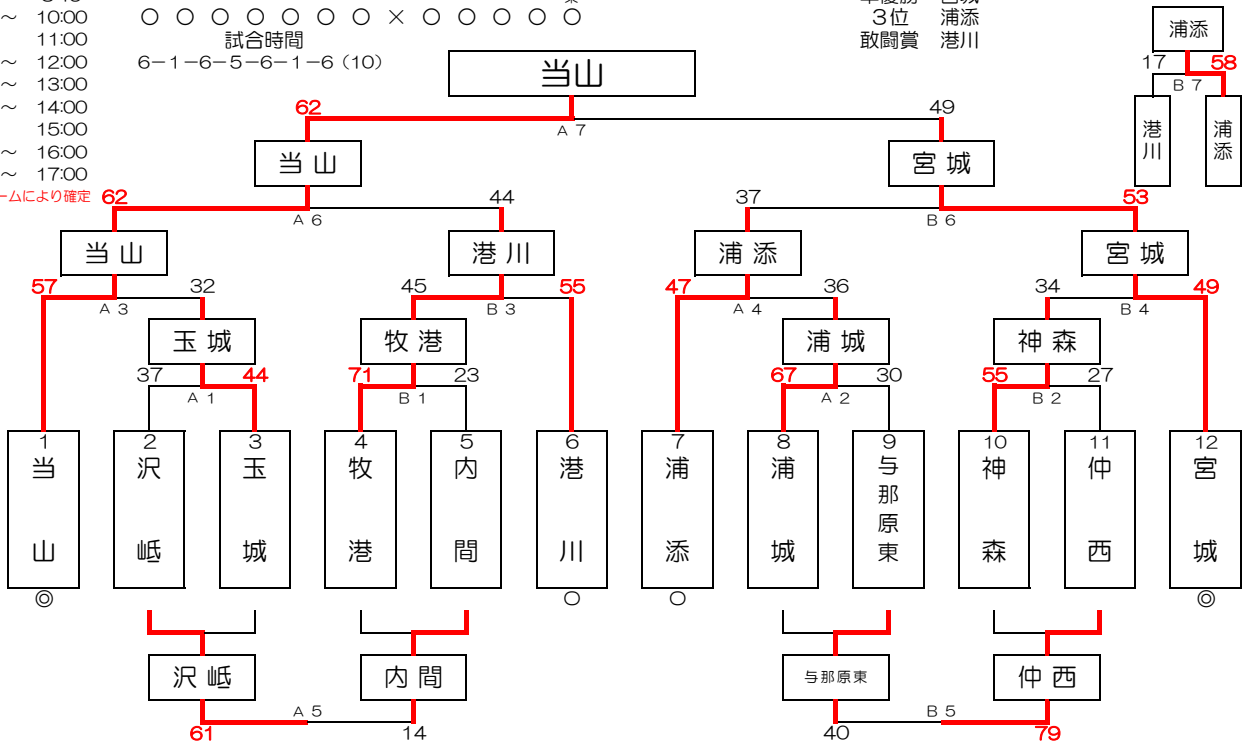 ~ 10:00 ○ ○ ○ ○ ○ ○ ○ × ○ ○ ○ ○ ○
3位 浦添
浦添
11:00 試合時間
敢闘賞 港川
~ 12:00 6-1-6-5-6-1-6 (10)
当山
17 58
B 7
~ 13:00
~ 14:00
62 49
A 7
港川 浦添
15:00
~ 16:00
当山 宮城
~ 17:00
ームにより確定
62 44 37 53
A 6 B 6
当山 港川 浦添 宮城
57 32 45 55 47 36 34 49
A 3 B 3 A 4 B 4
玉城 牧港 浦城 神森
37 44 71 23 67 30 55 27
A 1 B 1 A 2 B 2
1 2 3 4 5 6 7 8 9 10 11 12
当山 沢岻 玉城 牧港 内間 港川 浦添 浦城 与那原東 神森 仲西 宮城
◎ ○ ○ ◎
沢岻 内間 与那原東 仲西
A 5 B 5
61 14 40 79